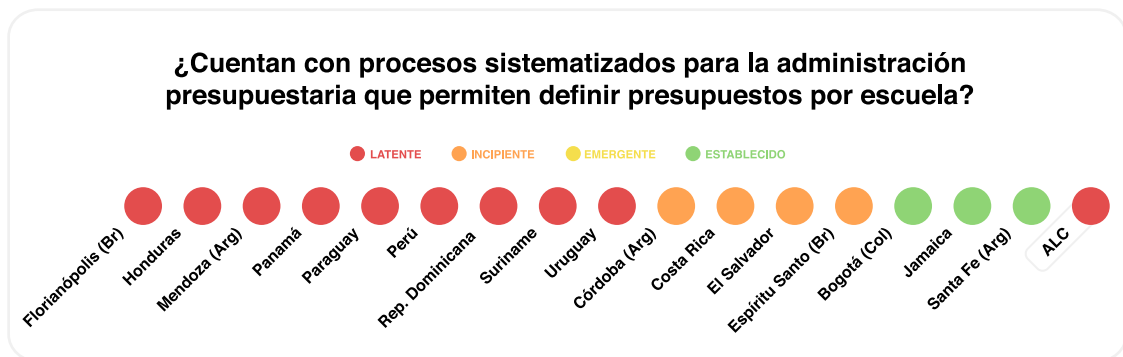 ¿Cuentan con procesos sistematizados para la administración
presupuestaria que permiten definir presupuestos por escuela?
LATENTE
INCIPIENTE
EMERGENTE
ESTABLECIDO
Florianópolis (Br)
Honduras
Mendoza (Arg)
Panamá
Paraguay
Perú
Rep. Dominicana
Suriname
Uruguay
Córdoba (Arg)
Costa Rica
El Salvador
Espíritu Santo (Br)
Bogotá (Col)
Jamaica
Santa Fe (Arg)
ALC